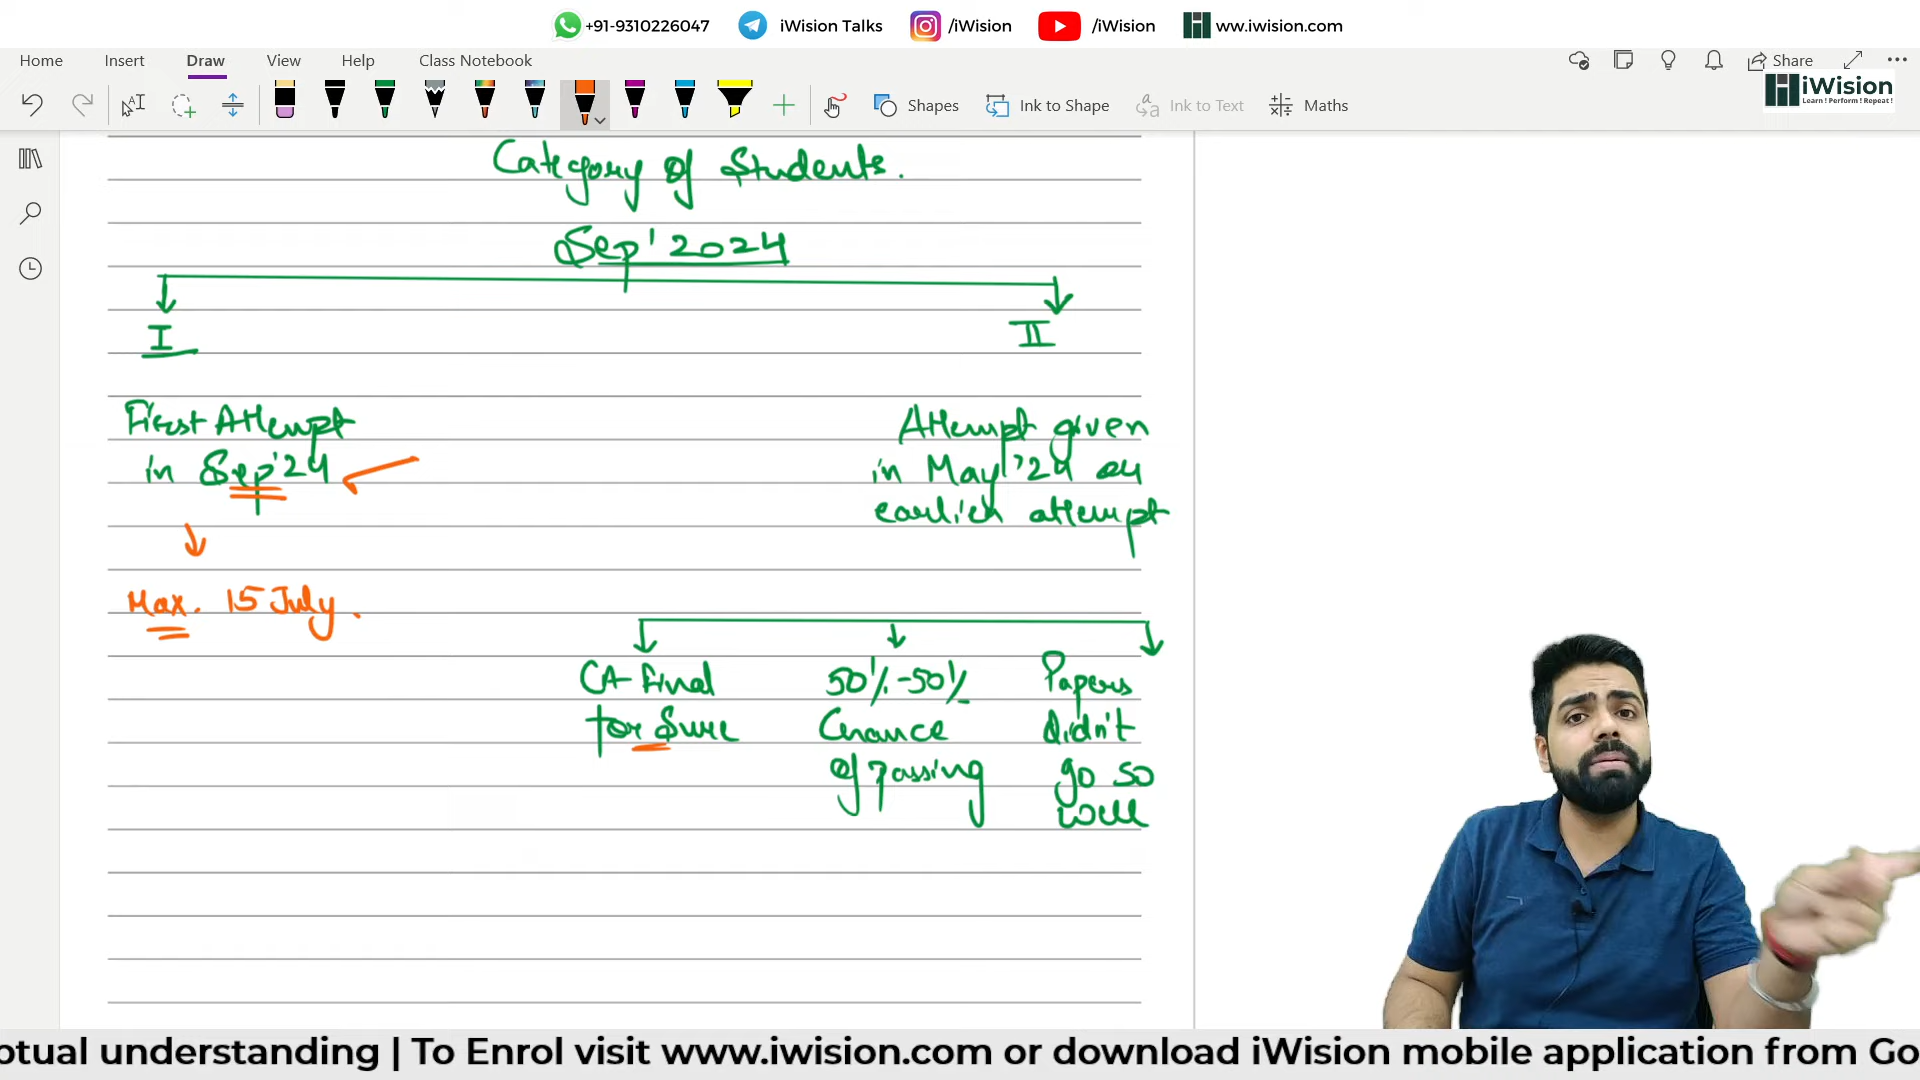 +91-9310226047 iWision Talks /iWision /iWision ww.iwision.com
Home Insert Draw View Help Class Notebook Share
Shapes Ink to Shape Ink to Text Maths
iWision
Learn ! Perform ! Repeat !
Category of Students.
Sep' 2024
I II
First Attempt
in Sep'24
Max. 15 July.
Attempt given
in May'24 or
earlier attempt
CA Final
for Sure
50%-50%
Chance
of passing
Papers
didn't
go so
well
otual understanding | To Enrol visit www.iwision.com or download iWision mobile application from Go